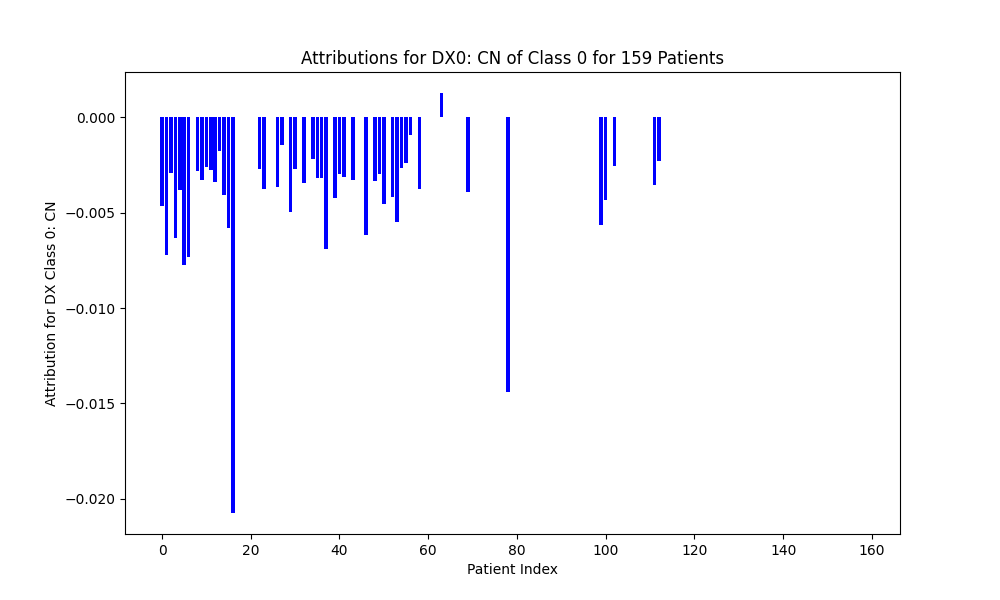 Attributions for DX0: CN of Class 0 for 159 Patients
Attribution for DX Class 0: CN
0.000
−0.005
−0.010
−0.015
−0.020
0 20 40 60 80 100 120 140 160
Patient Index